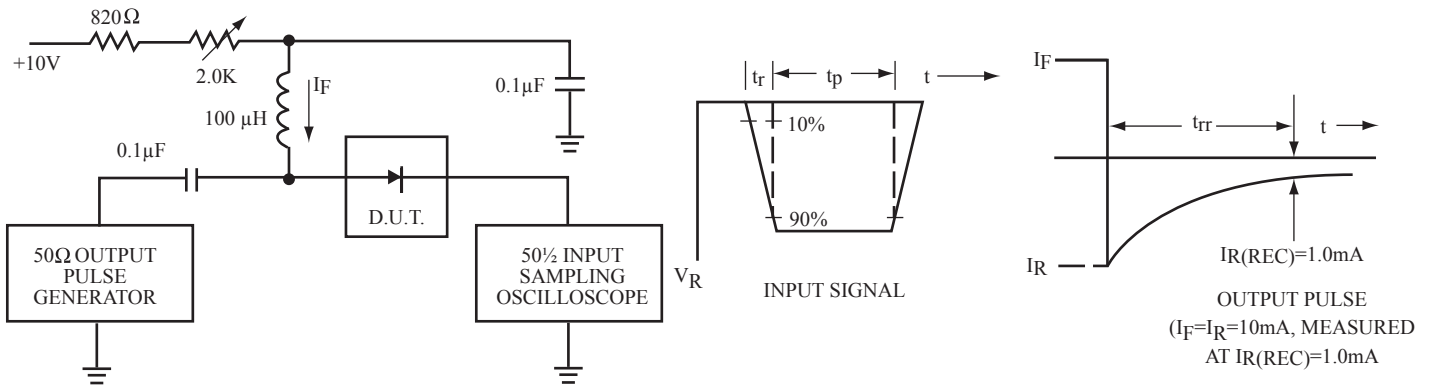 820Ω
+10V
2.0K
IF
100 µH
0.1µF
0.1µF
D.U.T.
50Ω OUTPUT
PULSE
GENERATOR
50½ INPUT
SAMPLING
OSCILLOSCOPE
tr
tp
t
10%
90%
VR
INPUT SIGNAL
IF
trr
t
IR
IR(REC)=1.0mA
OUTPUT PULSE
(IF=IR=10mA, MEASURED
AT IR(REC)=1.0mA